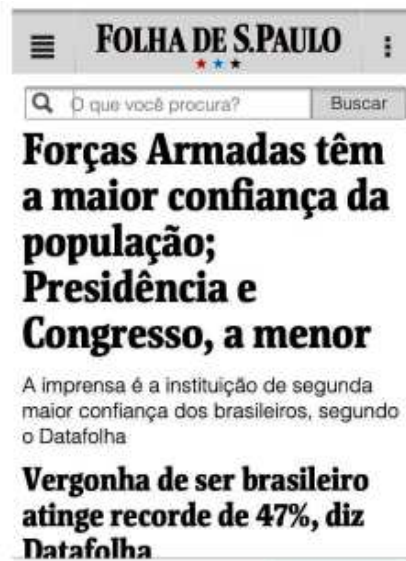 FOLHA DE S.PAULO
O que você procura?
Buscar
Forças Armadas têm
a maior confiança da
população;
Presidência e
Congresso, a menor
A imprensa é a instituição de segunda
maior confiança dos brasileiros, segundo
o Datafolha
Vergonha de ser brasileiro
atinge recorde de 47%, diz
Datafolha